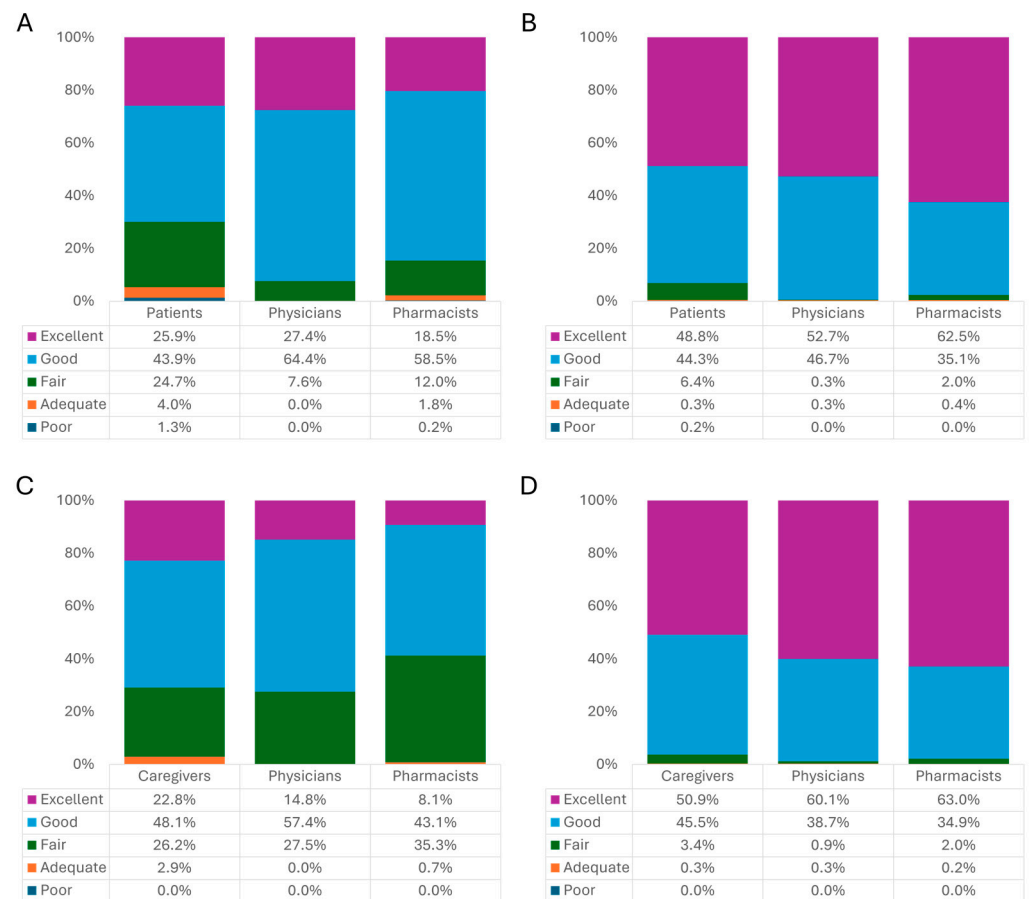 A
100%
80%
60%
40%
20%
0%
Patients Physicians Pharmacists
Excellent 25.9% 27.4% 18.5%
Good 43.9% 64.4% 58.5%
Fair 24.7% 7.6% 12.0%
Adequate 4.0% 0.0% 1.8%
Poor 1.3% 0.0% 0.2%
B
100%
80%
60%
40%
20%
0%
Patients Physicians Pharmacists
Excellent 48.8% 52.7% 62.5%
Good 44.3% 46.7% 35.1%
Fair 6.4% 0.3% 2.0%
Adequate 0.3% 0.3% 0.4%
Poor 0.2% 0.0% 0.0%
C
100%
80%
60%
40%
20%
0%
Caregivers Physicians Pharmacists
Excellent 22.8% 14.8% 8.1%
Good 48.1% 57.4% 43.1%
Fair 26.2% 27.5% 35.3%
Adequate 2.9% 0.0% 0.7%
Poor 0.0% 0.0% 0.0%
D
100%
80%
60%
40%
20%
0%
Caregivers Physicians Pharmacists
Excellent 50.9% 60.1% 63.0%
Good 45.5% 38.7% 34.9%
Fair 3.4% 0.9% 2.0%
Adequate 0.3% 0.3% 0.2%
Poor 0.0% 0.0% 0.0%